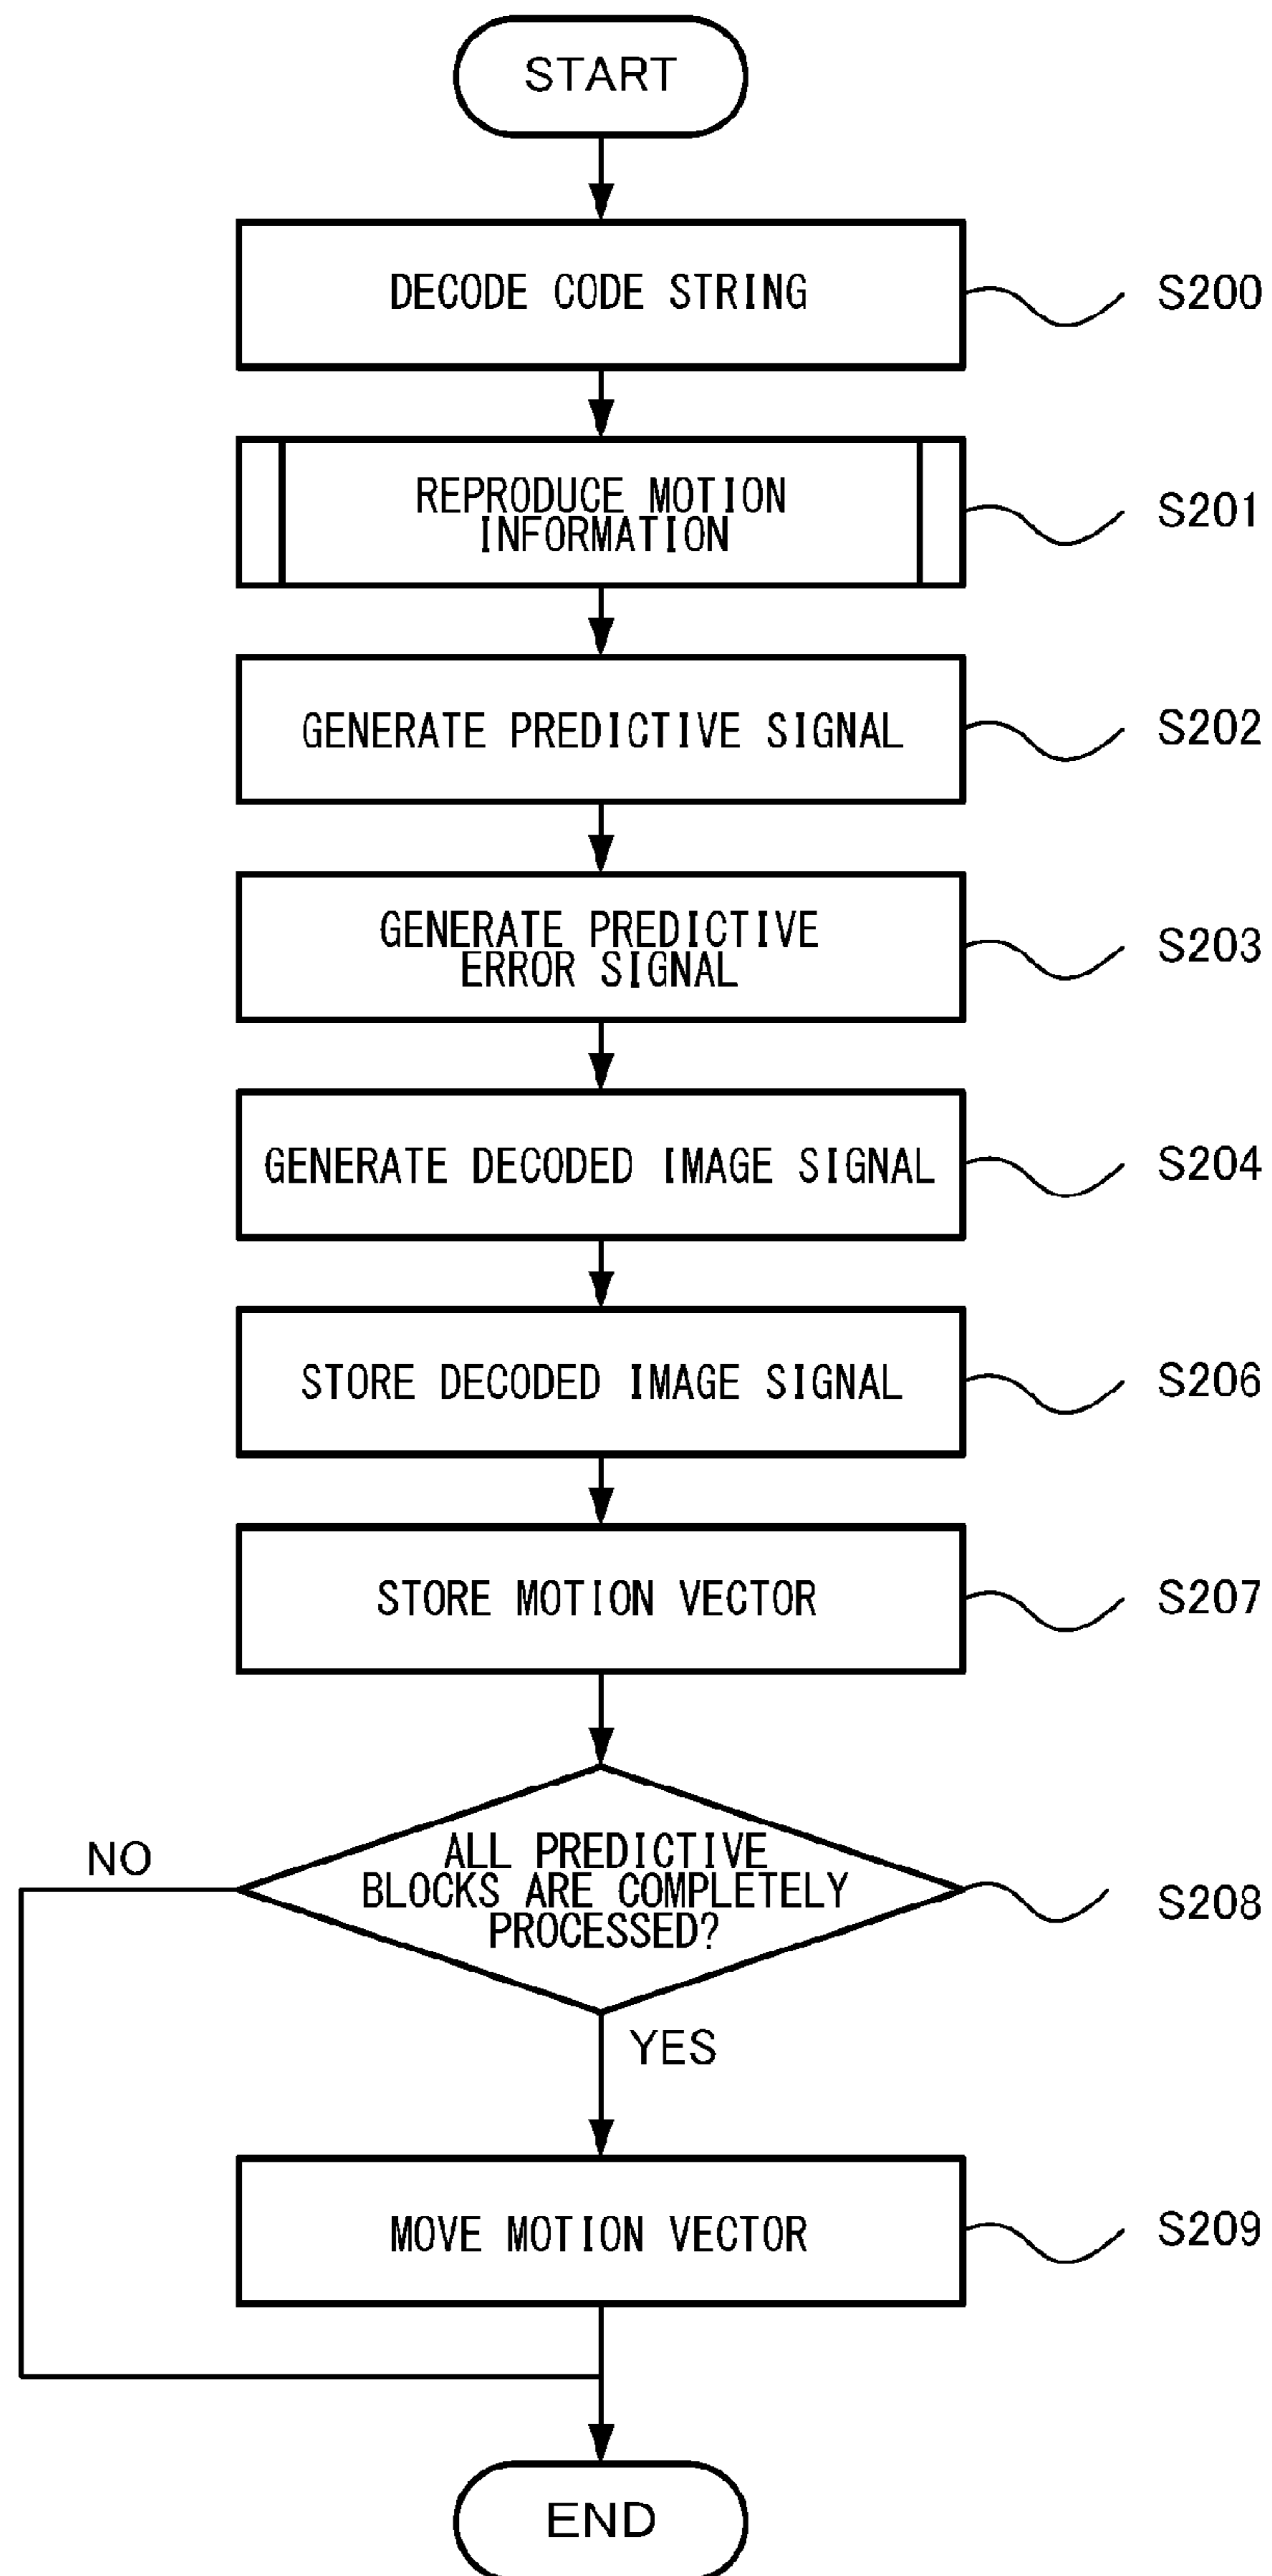 START
DECODE CODE STRING
S200
REPRODUCE MOTION
INFORMATION
S201
GENERATE PREDICTIVE SIGNAL
S202
GENERATE PREDICTIVE
ERROR SIGNAL
S203
GENERATE DECODED IMAGE SIGNAL
S204
STORE DECODED IMAGE SIGNAL
S206
STORE MOTION VECTOR
S207
ALL PREDICTIVE
BLOCKS ARE COMPLETELY
PROCESSED?
S208
NO
YES
MOVE MOTION VECTOR
S209
END